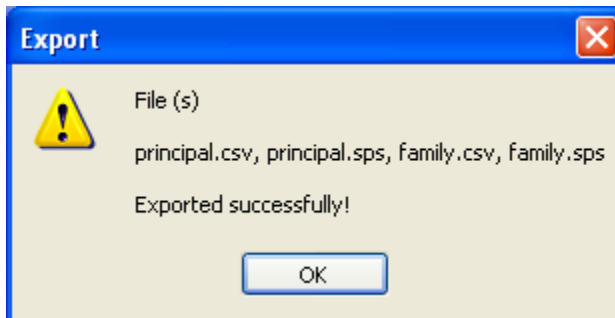 Export
File (s)
principal.csv, principal.sps, family.csv, family.sps
Exported successfully!
OK